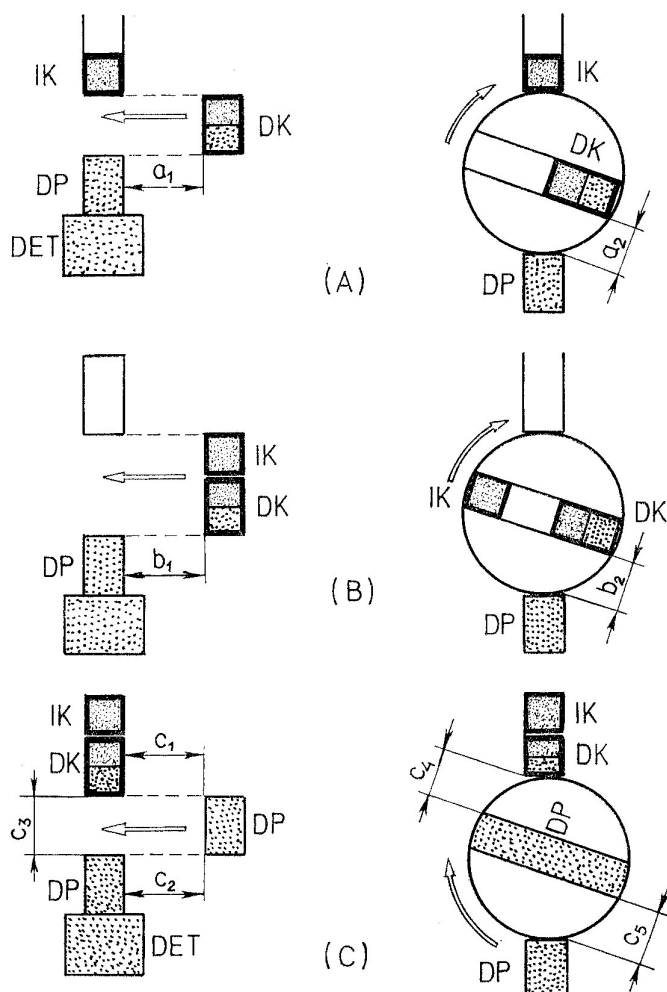 IK
DK
a₁
DP
DET
IK
DK
a₂
DP
(A)
IK
DK
DP
b₁
IK
DK
b₂
DP
(B)
IK
DK
c₁
c₃
DP
DP
c₂
DET
IK
DK
c₄
DP
c₅
DP
(C)